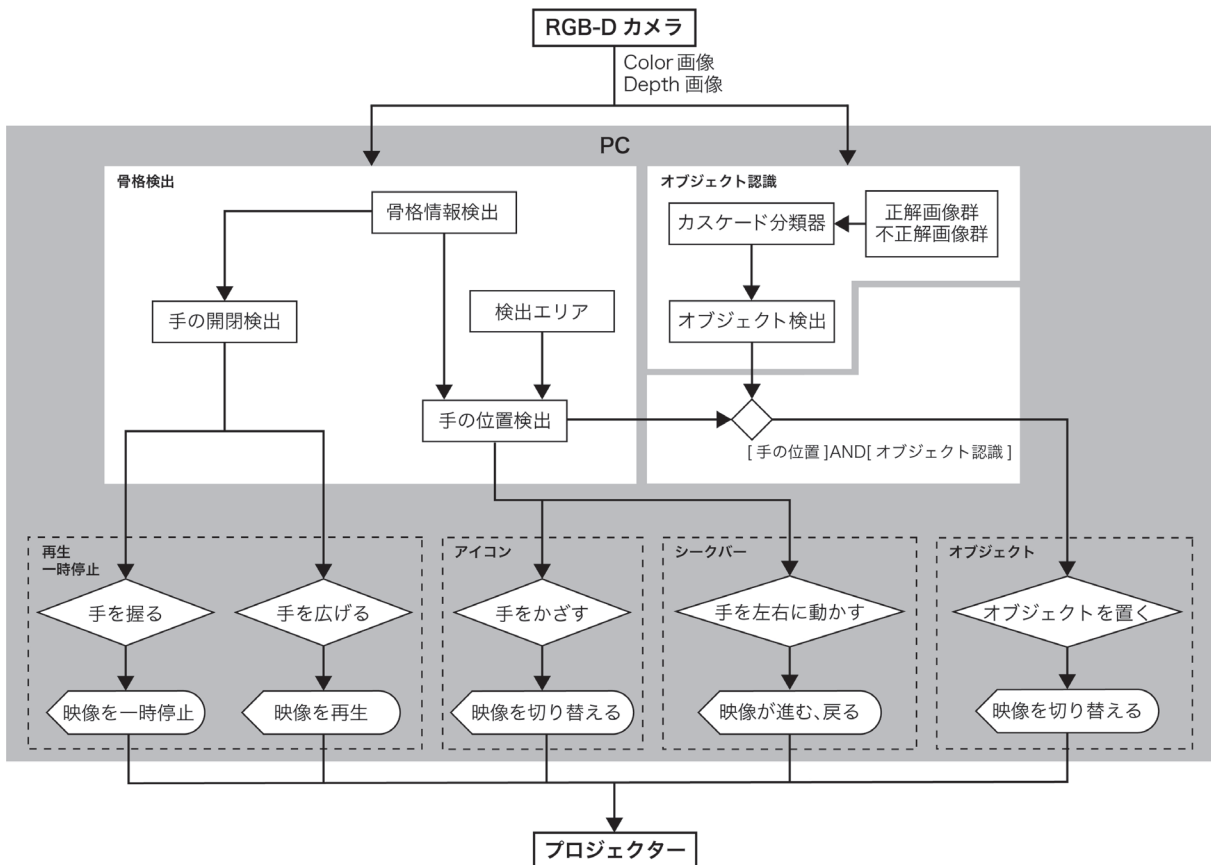 RGB-D カメラ
Color 画像
Depth 画像
PC
骨格検出
骨格情報検出
手の開閉検出
検出エリア
手の位置検出
オブジェクト認識
カスケード分類器
正解画像群
不正解画像群
オブジェクト検出
[ 手の位置 ]AND[ オブジェクト認識 ]
再生
一時停止
手を握る
手を広げる
映像を一時停止
映像を再生
アイコン
手をかざす
映像を切り替える
シークバー
手を左右に動かす
映像が進む、戻る
オブジェクト
オブジェクトを置く
映像を切り替える
プロジェクター